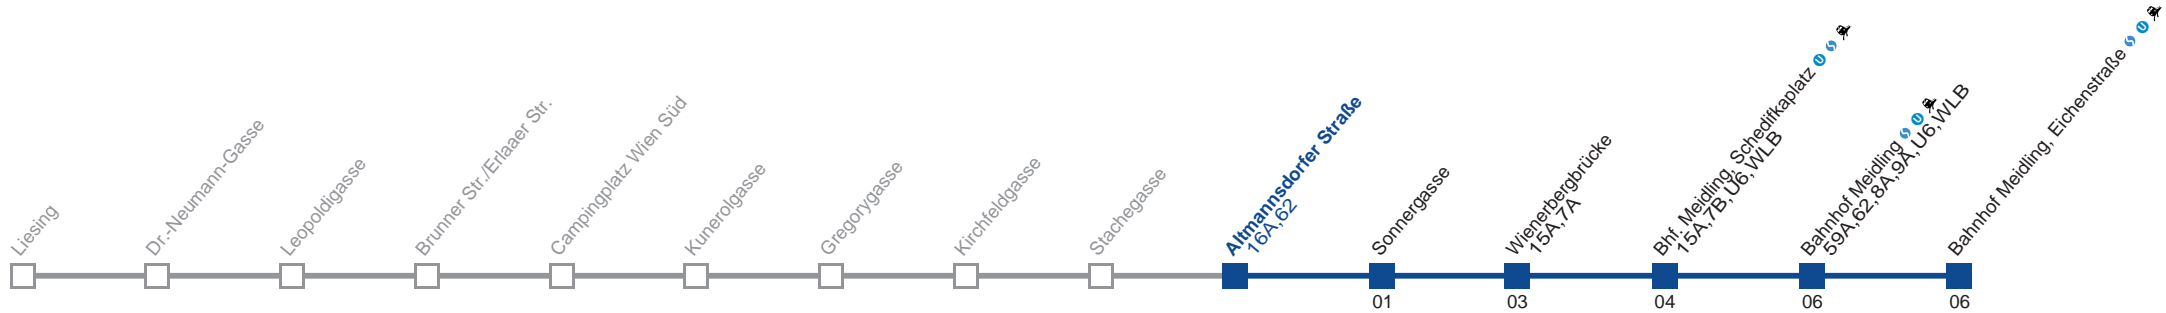 Liesing
Dr.-Neumann-Gasse
Leopoldigasse
Brunner Str./Erlaaer Str.
Campingplatz Wien Süd
Kunerolgasse
Gregorygasse
Kirchfeldgasse
Stachegasse
Altmannsdorfer Straße
16A,62
Sonnergasse
Wienerbergbrücke
15A,7A
Bhf. Meidling, Schedifkaplatz U S
15A,7B,U6,WLB
Bahnhof Meidling S U
59A,62,8A,9A,U6,WLB
Bahnhof Meidling, Eichenstraße S U
01
03
04
06
06